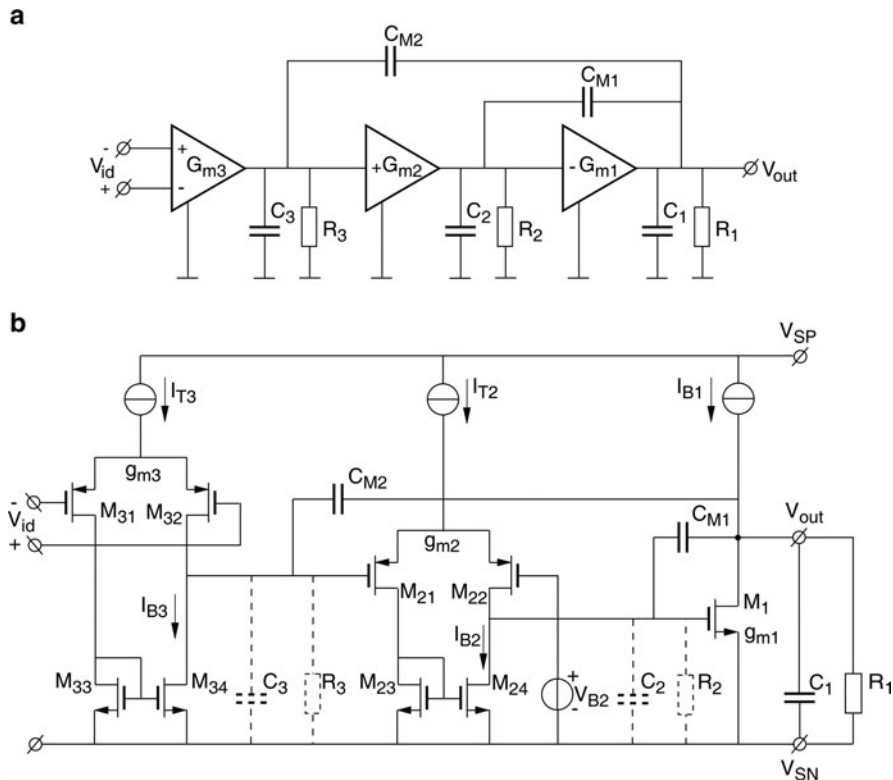 a
C_M2
C_M1
- V_id +
+ G_m3 -
+G_m2
- G_m1
V_out
C_3 R_3
C_2 R_2
C_1 R_1
b
V_SP
I_T3
I_T2
I_B1
g_m3
C_M2
- V_id +
M_31 M_32
C_M1
V_out
g_m2
M_21 M_22
M_1
g_m1
I_B3
I_B2
M_33 M_34
C_3 R_3
M_23 M_24
+ V_B2 -
C_2 R_2
C_1 R_1
V_SN